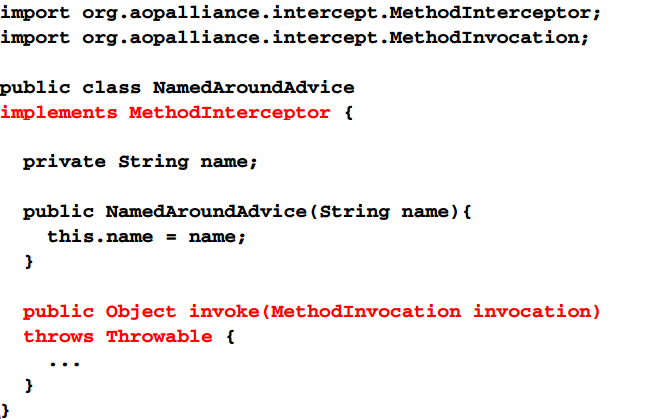 import org.aopalliance.intercept.MethodInterceptor;
import org.aopalliance.intercept.MethodInvocation;
public class NamedAroundAdvice
implements MethodInterceptor {
private String name;
public NamedAroundAdvice(String name){
this.name = name;
}
public Object invoke(MethodInvocation invocation)
throws Throwable {
...
}
}